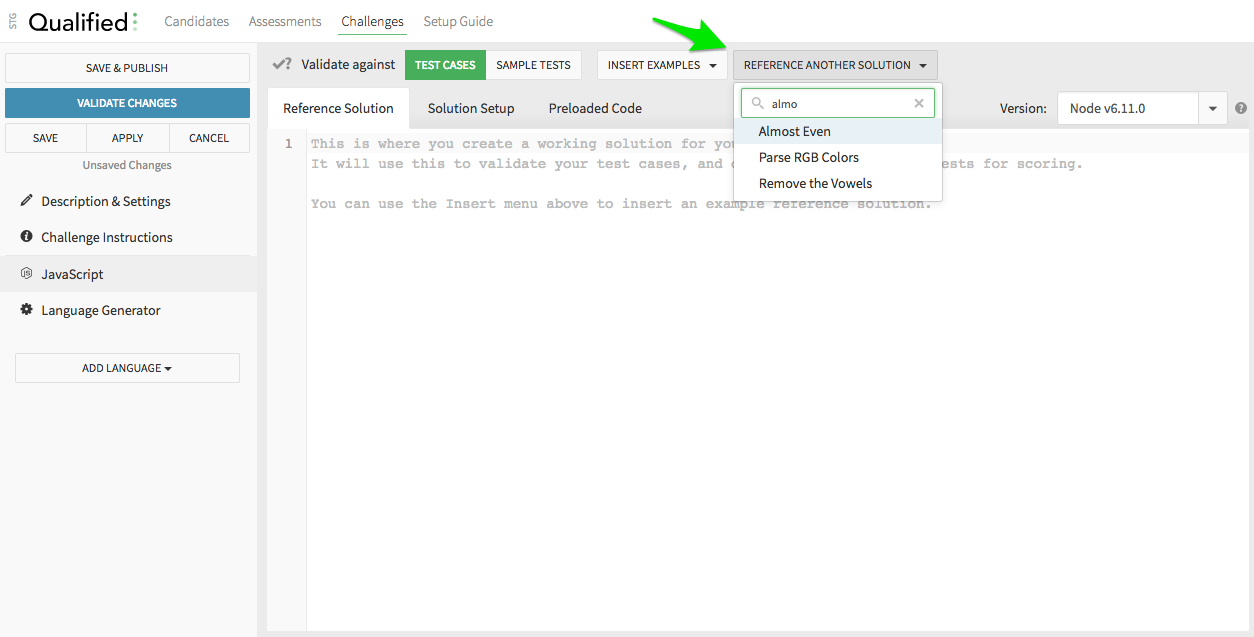 STG
Qualified
Candidates
Assessments
Challenges
Setup Guide
SAVE & PUBLISH
VALIDATE CHANGES
SAVE
APPLY
CANCEL
Unsaved Changes
Description & Settings
Challenge Instructions
JavaScript
Language Generator
ADD LANGUAGE
Validate against
TEST CASES
SAMPLE TESTS
INSERT EXAMPLES
REFERENCE ANOTHER SOLUTION
almo
Almost Even
Parse RGB Colors
Remove the Vowels
Reference Solution
Solution Setup
Preloaded Code
Version:
Node v6.11.0
1
This is where you create a working solution for
It will use this to validate your test cases, and ests for scoring.
You can use the Insert menu above to insert an example reference solution.